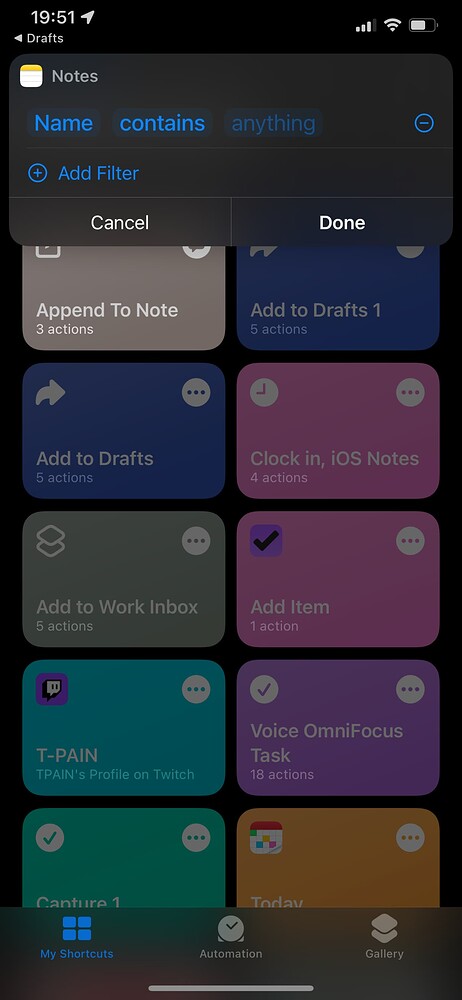 19:51
◀ Drafts
Notes
Name contains anything
Add Filter
Cancel Done
Append To Note
3 actions
Add to Drafts 1
5 actions
Add to Drafts
5 actions
Clock in, iOS Notes
4 actions
Add to Work Inbox
5 actions
Add Item
1 action
T-PAIN
TPAIN's Profile on Twitch
Voice OmniFocus
Task
18 actions
Capture 1
Today
My Shortcuts
Automation
Gallery